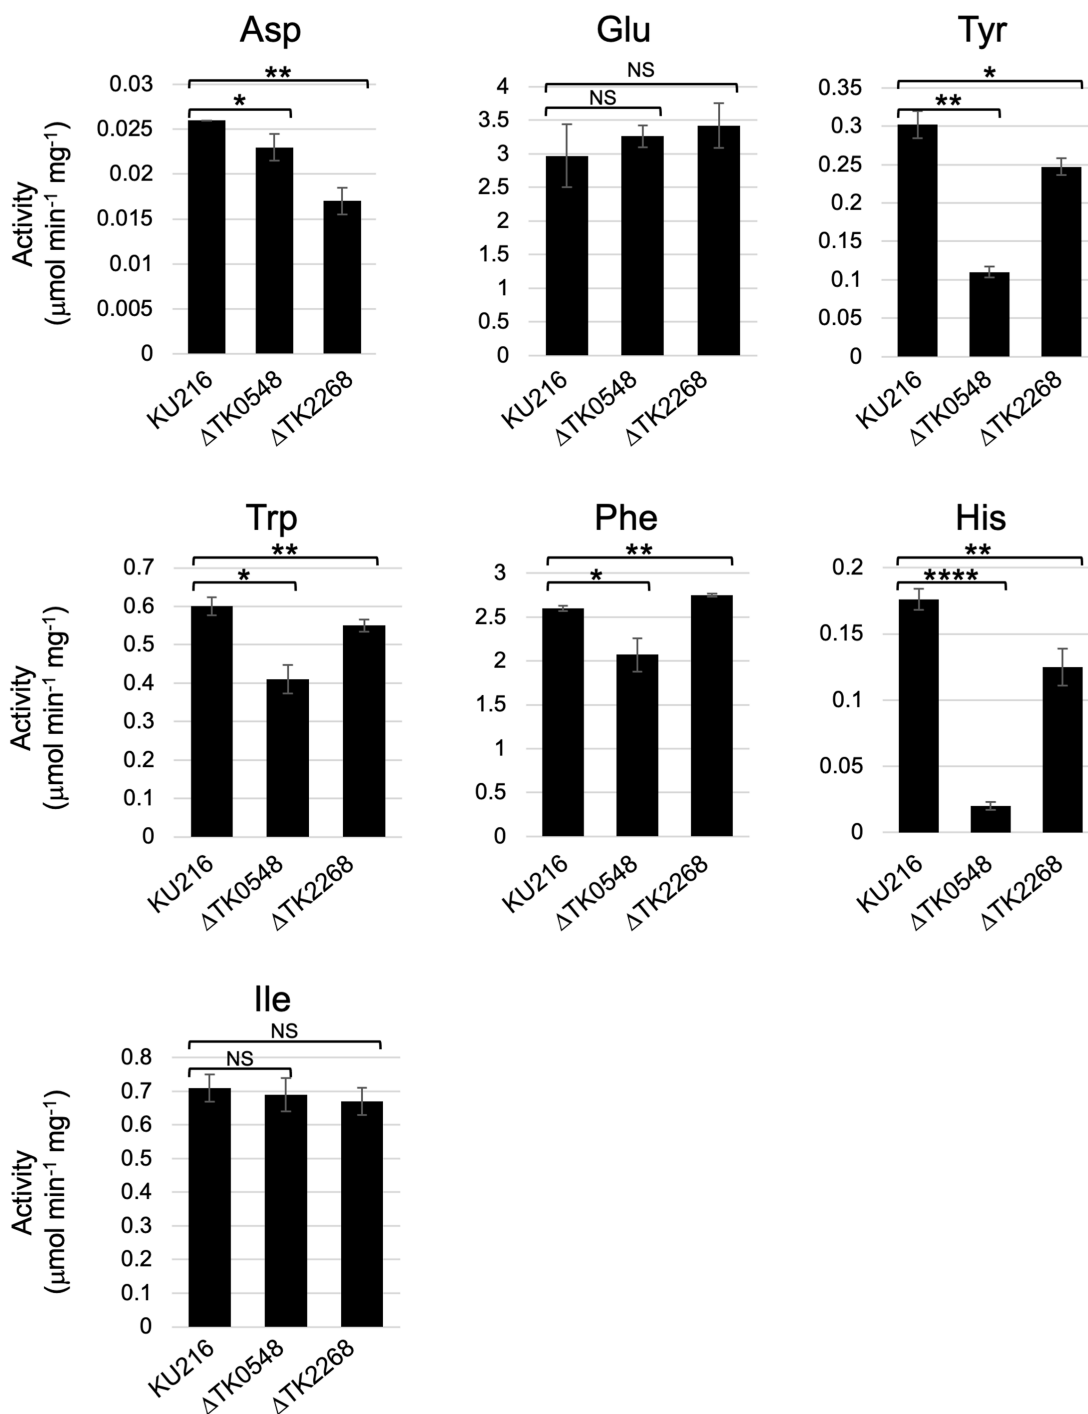 Asp
Activity
(μmol min⁻¹ mg⁻¹)
0.03
0.025
0.02
0.015
0.01
0.005
0
**
*
KU216
ΔTK0548
ΔTK2268
Glu
4
3.5
3
2.5
2
1.5
1
0.5
0
NS
NS
KU216
ΔTK0548
ΔTK2268
Tyr
0.35
0.3
0.25
0.2
0.15
0.1
0.05
0
*
**
KU216
ΔTK0548
ΔTK2268
Trp
Activity
(μmol min⁻¹ mg⁻¹)
0.7
0.6
0.5
0.4
0.3
0.2
0.1
0
**
*
KU216
ΔTK0548
ΔTK2268
Phe
3
2.5
2
1.5
1
0.5
0
**
*
KU216
ΔTK0548
ΔTK2268
His
0.2
0.15
0.1
0.05
0
**
****
KU216
ΔTK0548
ΔTK2268
Ile
Activity
(μmol min⁻¹ mg⁻¹)
0.8
0.7
0.6
0.5
0.4
0.3
0.2
0.1
0
NS
NS
KU216
ΔTK0548
ΔTK2268